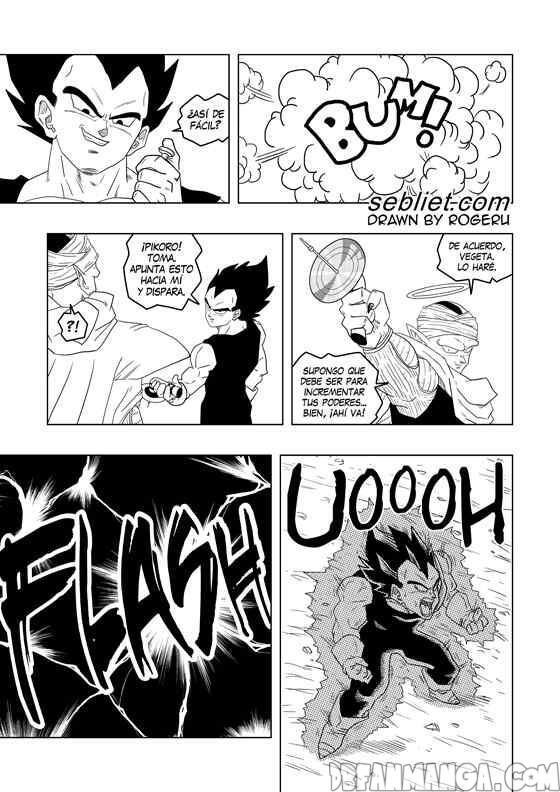 ¿ASÍ DE
FÁCIL?
BUM!
sebliet.com
DRAWN BY ROGERU
¡PIKORO!
TOMA.
APUNTA ESTO
HACIA MÍ
Y DISPARA.
?!
DE ACUERDO,
VEGETA.
LO HARÉ.
SUPONGO QUE
DEBE SER PARA
INCREMENTAR
TUS PODERES...
BIEN, ¡AHÍ VA!
FLASH
UOOOH
DBFANMANGA.COM